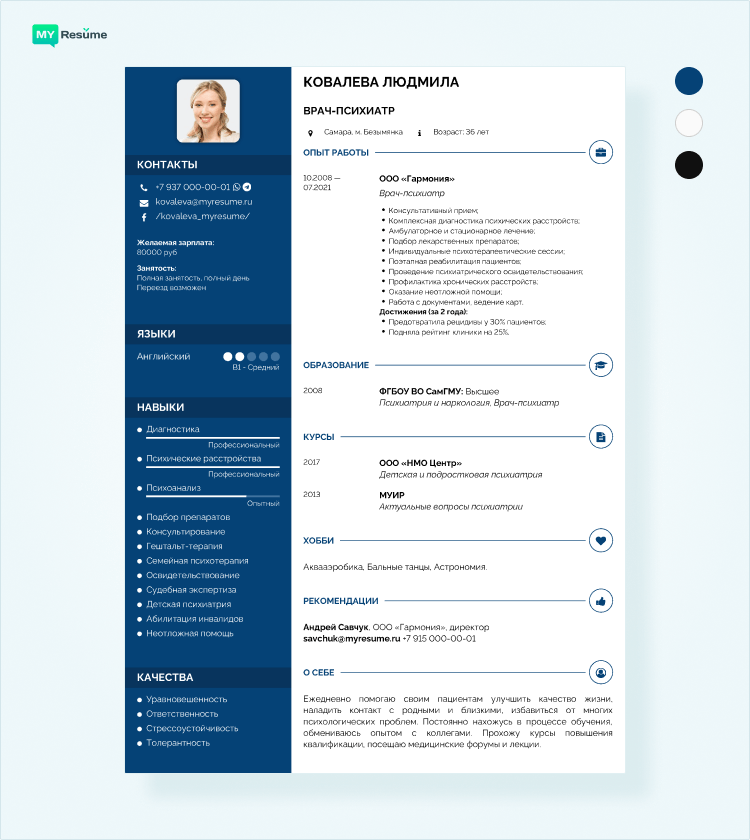 MY Resume
КОНТАКТЫ
+7 937 000-00-01
kovaleva@myresume.ru
/kovaleva_myresume/
Желаемая зарплата:
80000 руб
Занятость:
Полная занятость, полный день
Переезд возможен
ЯЗЫКИ
Английский
B1 - Средний
НАВЫКИ
Диагностика
Профессиональный
Психические расстройства
Профессиональный
Психоанализ
Опытный
Подбор препаратов
Консультирование
Гештальт-терапия
Семейная психотерапия
Освидетельствование
Судебная экспертиза
Детская психиатрия
Абилитация инвалидов
Неотложная помощь
КАЧЕСТВА
Уравновешенность
Ответственность
Стрессоустойчивость
Толерантность
КОВАЛЕВА ЛЮДМИЛА
ВРАЧ-ПСИХИАТР
Самара, м. Безымянка Возраст: 36 лет
ОПЫТ РАБОТЫ
10.2008 — ООО «Гармония»
07.2021
Врач-психиатр
Консультативный прием;
Комплексная диагностика психических расстройств;
Амбулаторное и стационарное лечение;
Подбор лекарственных препаратов;
Индивидуальные психотерапевтические сессии;
Поэтапная реабилитация пациентов;
Проведение психиатрического освидетельствования;
Профилактика хронических расстройств;
Оказание неотложной помощи;
Работа с документами, ведение карт.
Достижения (за 2 года):
Предотвратила рецидивы у 30% пациентов;
Подняла рейтинг клиники на 25%.
ОБРАЗОВАНИЕ
2008 ФГБОУ ВО СамГМУ: Высшее
Психиатрия и наркология, Врач-психиатр
КУРСЫ
2017 ООО «НМО Центр»
Детская и подростковая психиатрия
2013 МУИР
Актуальные вопросы психиатрии
ХОББИ
Аквааэробика, Бальные танцы, Астрономия.
РЕКОМЕНДАЦИИ
Андрей Савчук, ООО «Гармония», директор
savchuk@myresume.ru +7 915 000-00-01
О СЕБЕ
Ежедневно помогаю своим пациентам улучшить качество жизни,
наладить контакт с родными и близкими, избавиться от многих
психологических проблем. Постоянно нахожусь в процессе обучения,
обмениваюсь опытом с коллегами. Прохожу курсы повышения
квалификации, посещаю медицинские форумы и лекции.